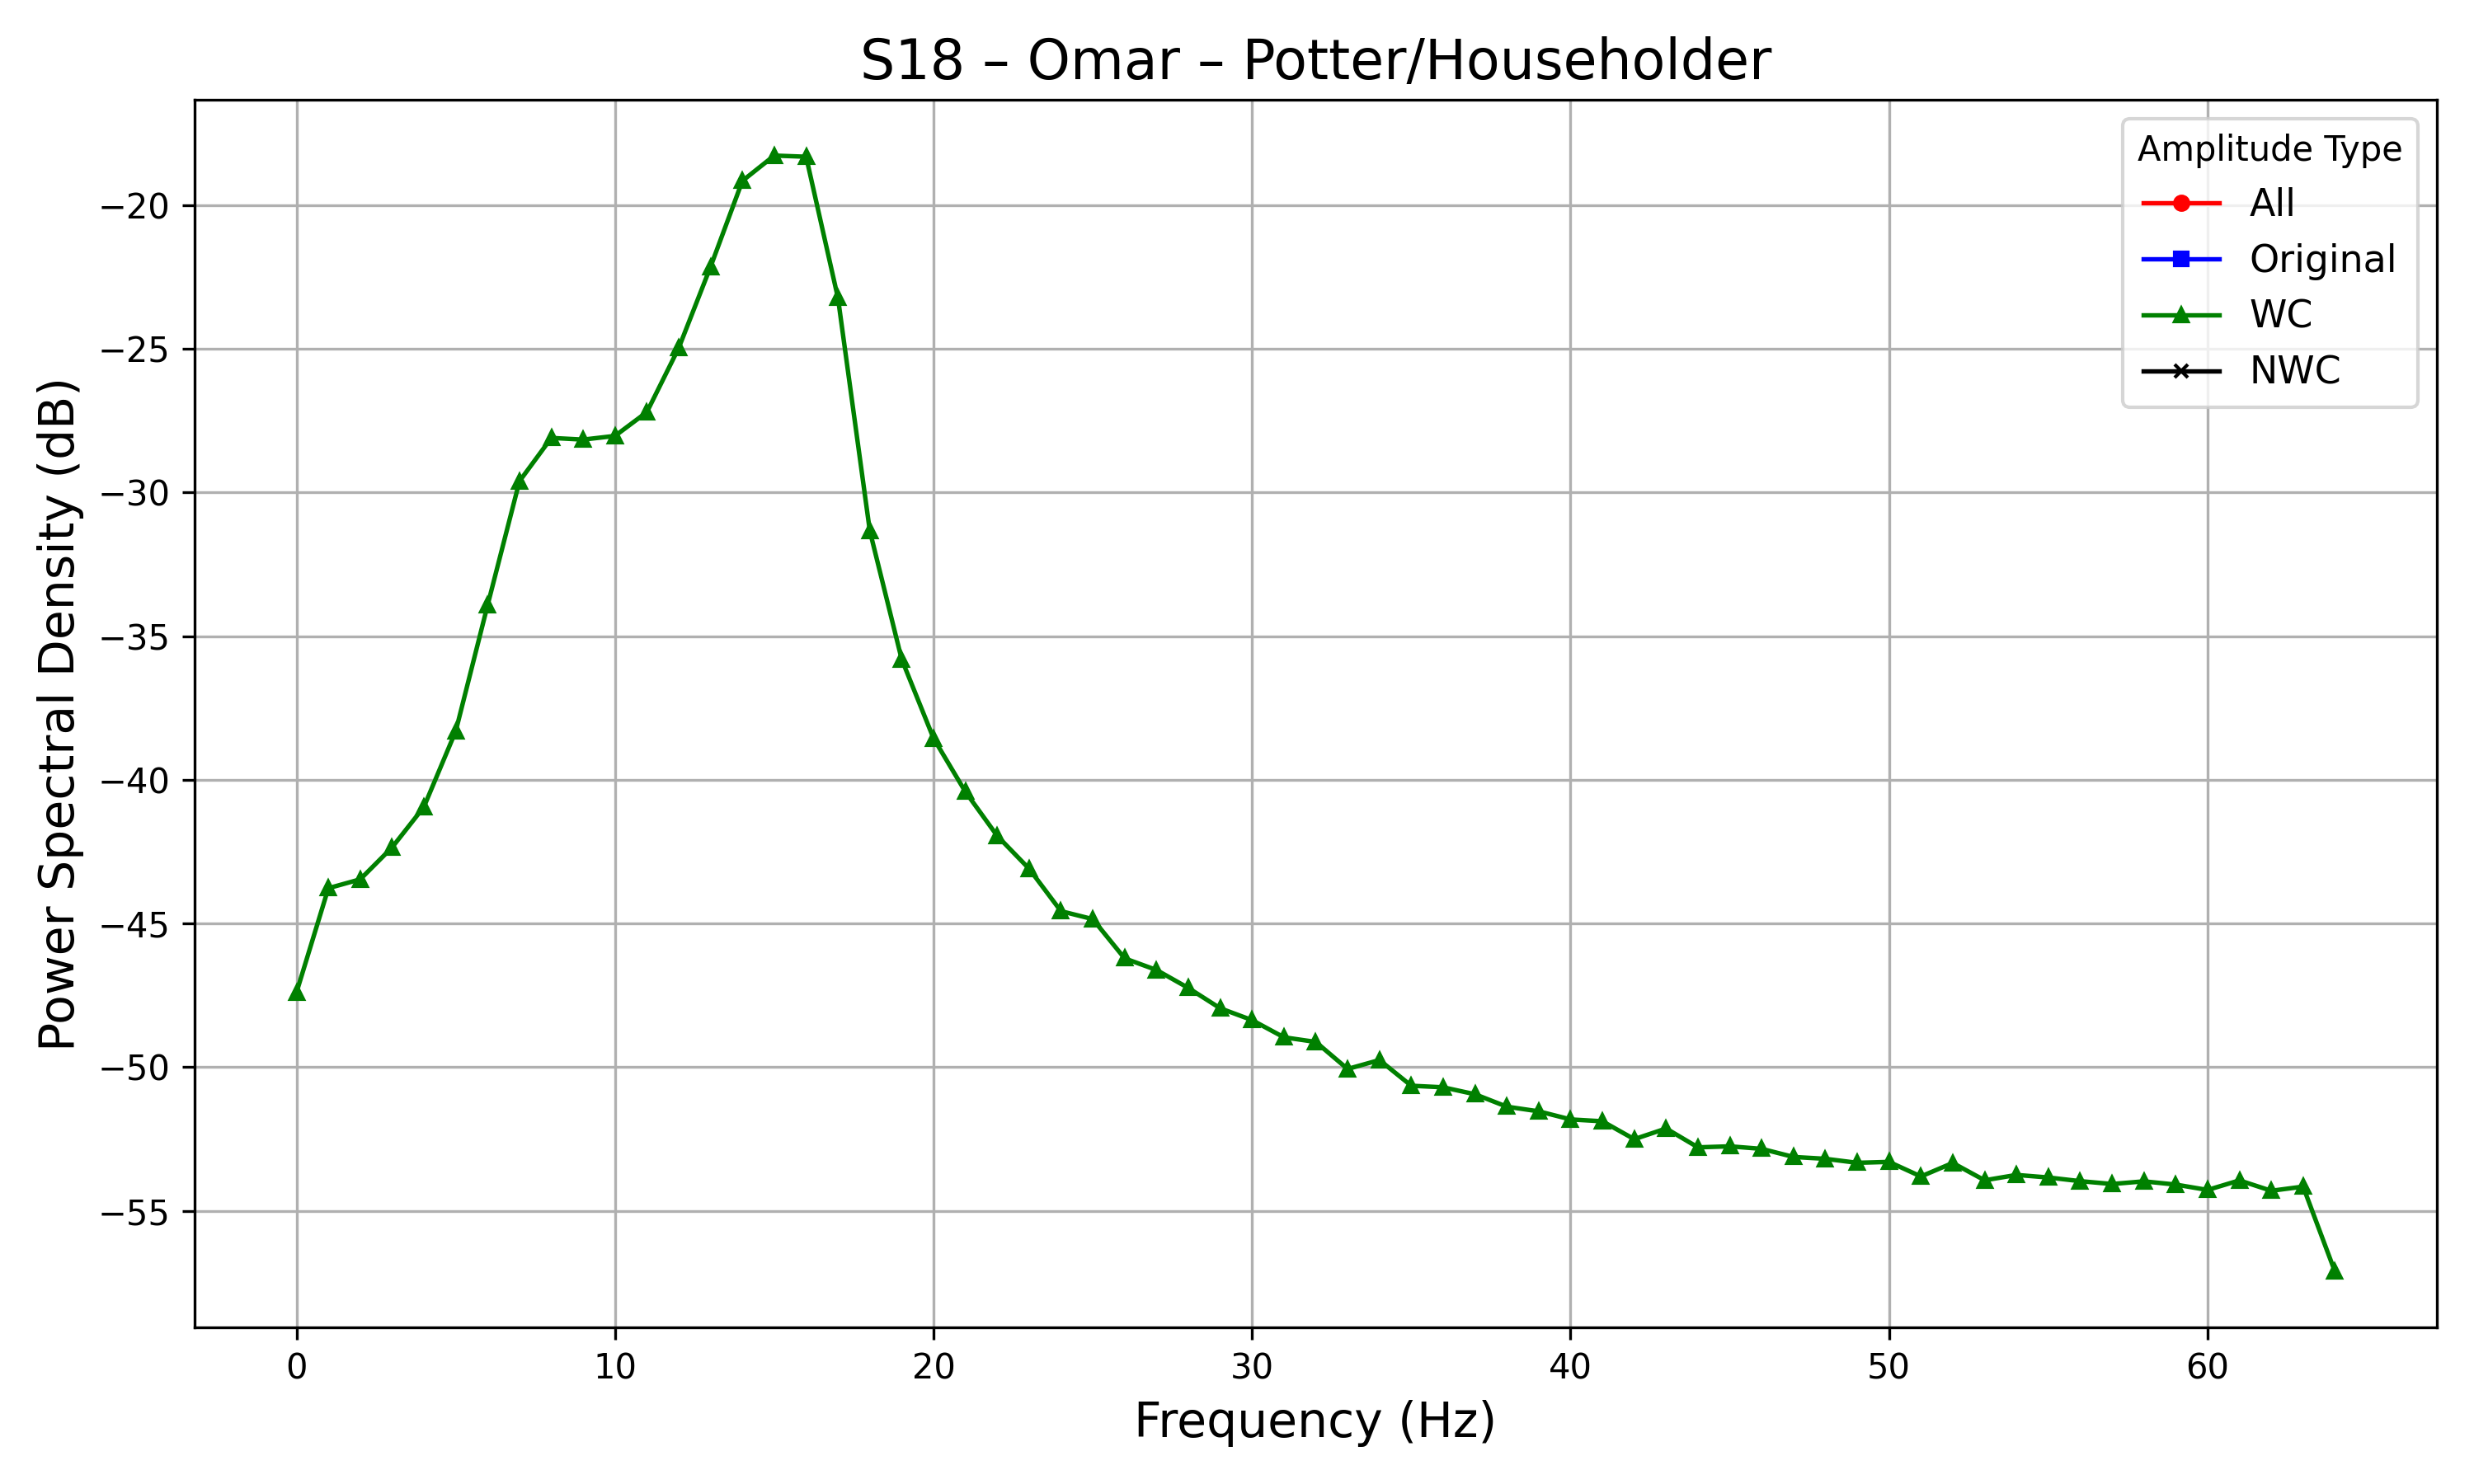 S18 – Omar – Potter/Householder
Amplitude Type
All
Original
WC
NWC
Power Spectral Density (dB)
−20
−25
−30
−35
−40
−45
−50
−55
0 10 20 30 40 50 60
Frequency (Hz)